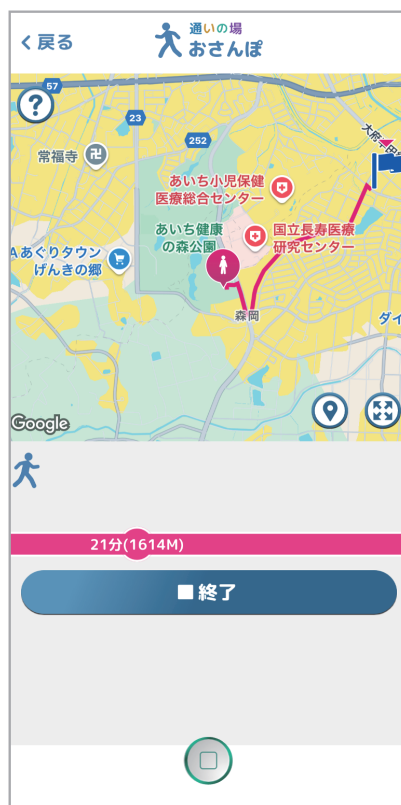 く戻る
通いの場
おさんぽ
57
?
23
252
常福寺
卍
あいち小児保健
医療総合センター
あいち健康
の森公園
国立長寿医療
研究センター
Aあぐりタウン
げんきの郷
森岡
ダイ
Google
21分(1614M)
■終了